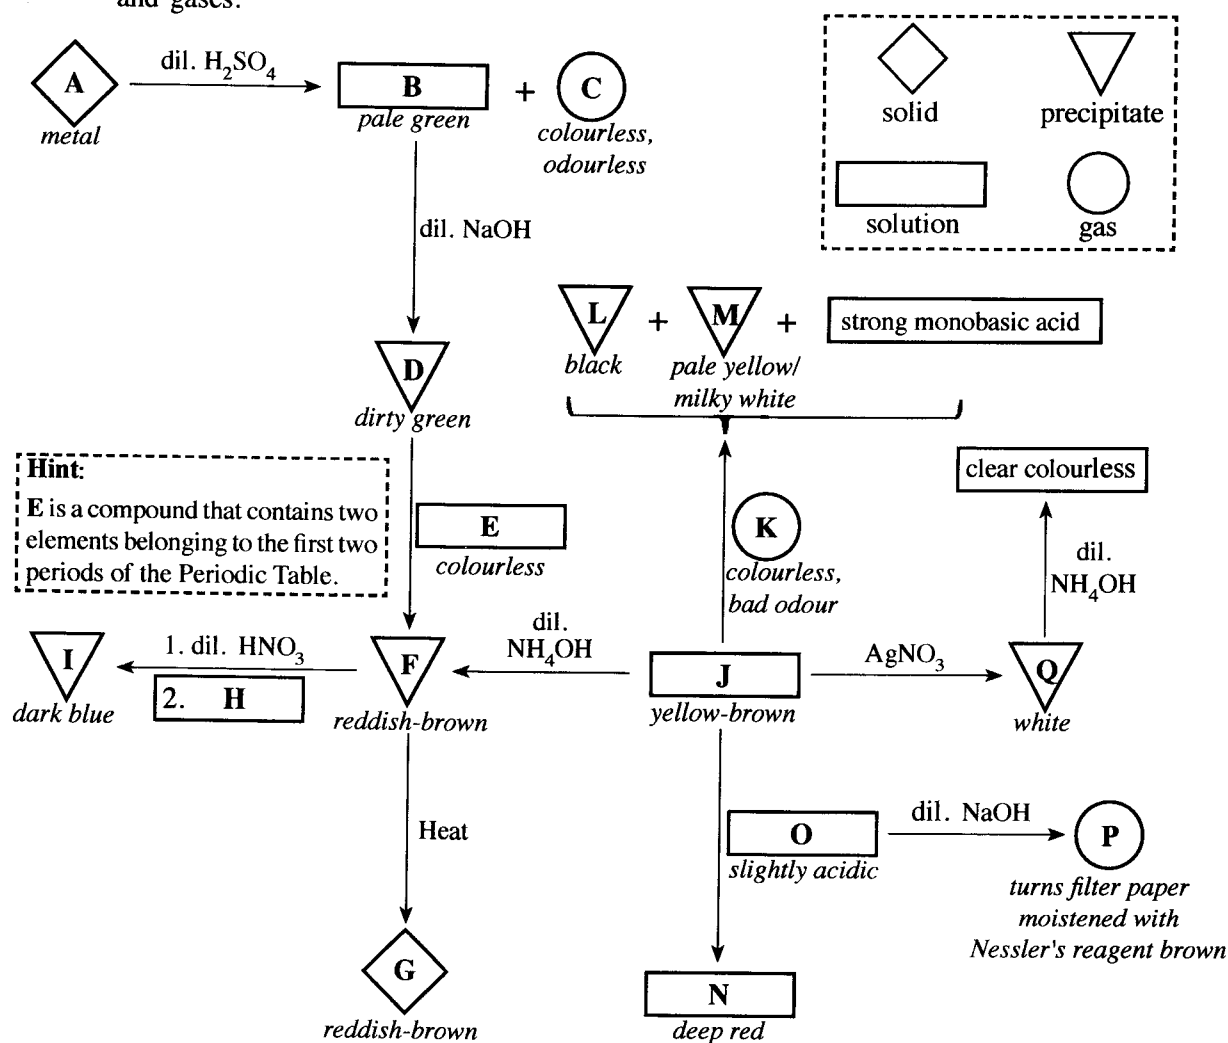 and gases.
A
metal
dil. H₂SO₄
B
pale green
+
C
colourless,
odourless
solid
precipitate
solution
gas
dil. NaOH
D
dirty green
L
black
+
M
pale yellow/
milky white
+
strong monobasic acid
Hint:
E is a compound that contains two
elements belonging to the first two
periods of the Periodic Table.
E
colourless
K
colourless,
bad odour
clear colourless
dil.
NH₄OH
I
dark blue
1. dil. HNO₃
2. H
F
reddish-brown
dil.
NH₄OH
J
yellow-brown
AgNO₃
Q
white
Heat
O
slightly acidic
dil. NaOH
P
turns filter paper
moistened with
Nessler's reagent brown
G
reddish-brown
N
deep red